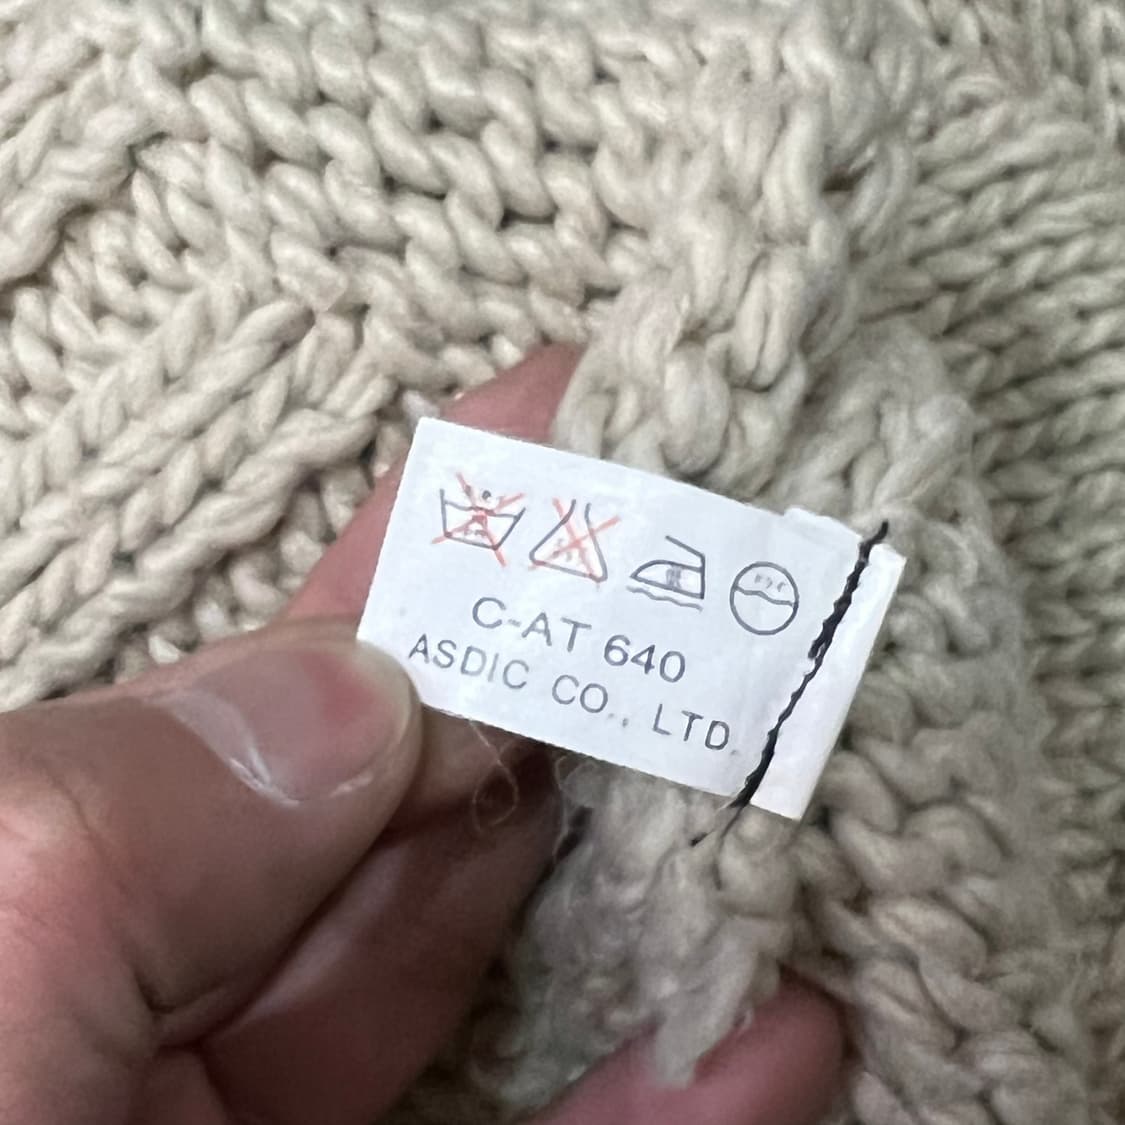 C-AT 640
ASDIC CO., LTD.